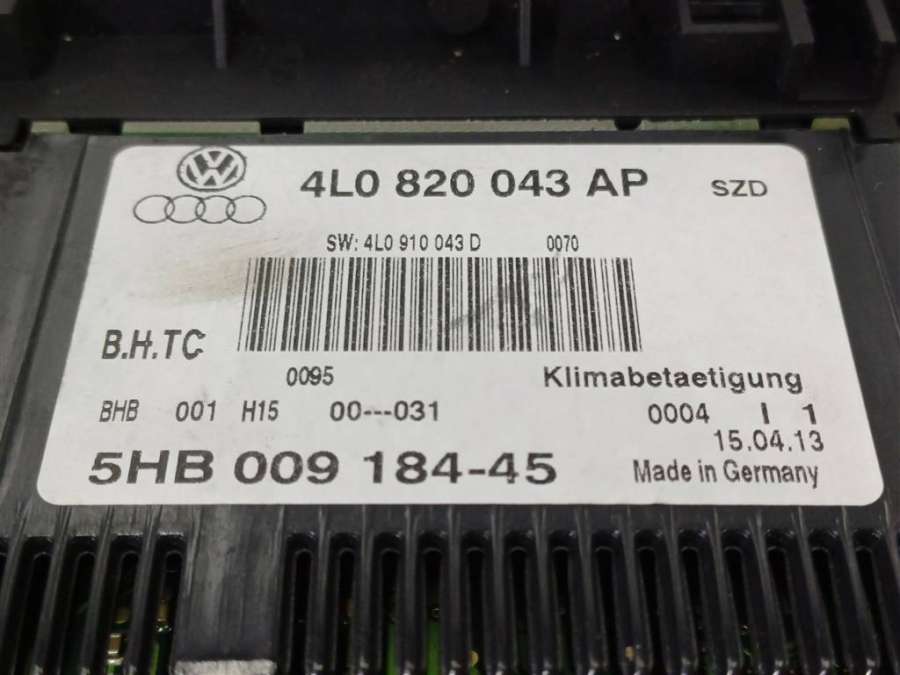 VW
4L0 820 043 AP SZD
SW: 4L0 910 043 D 0070
B.H.TC
0095 Klimabetaetigung
BHB 001 H15 00---031 0004 I 1
15.04.13
5HB 009 184-45 Made in Germany